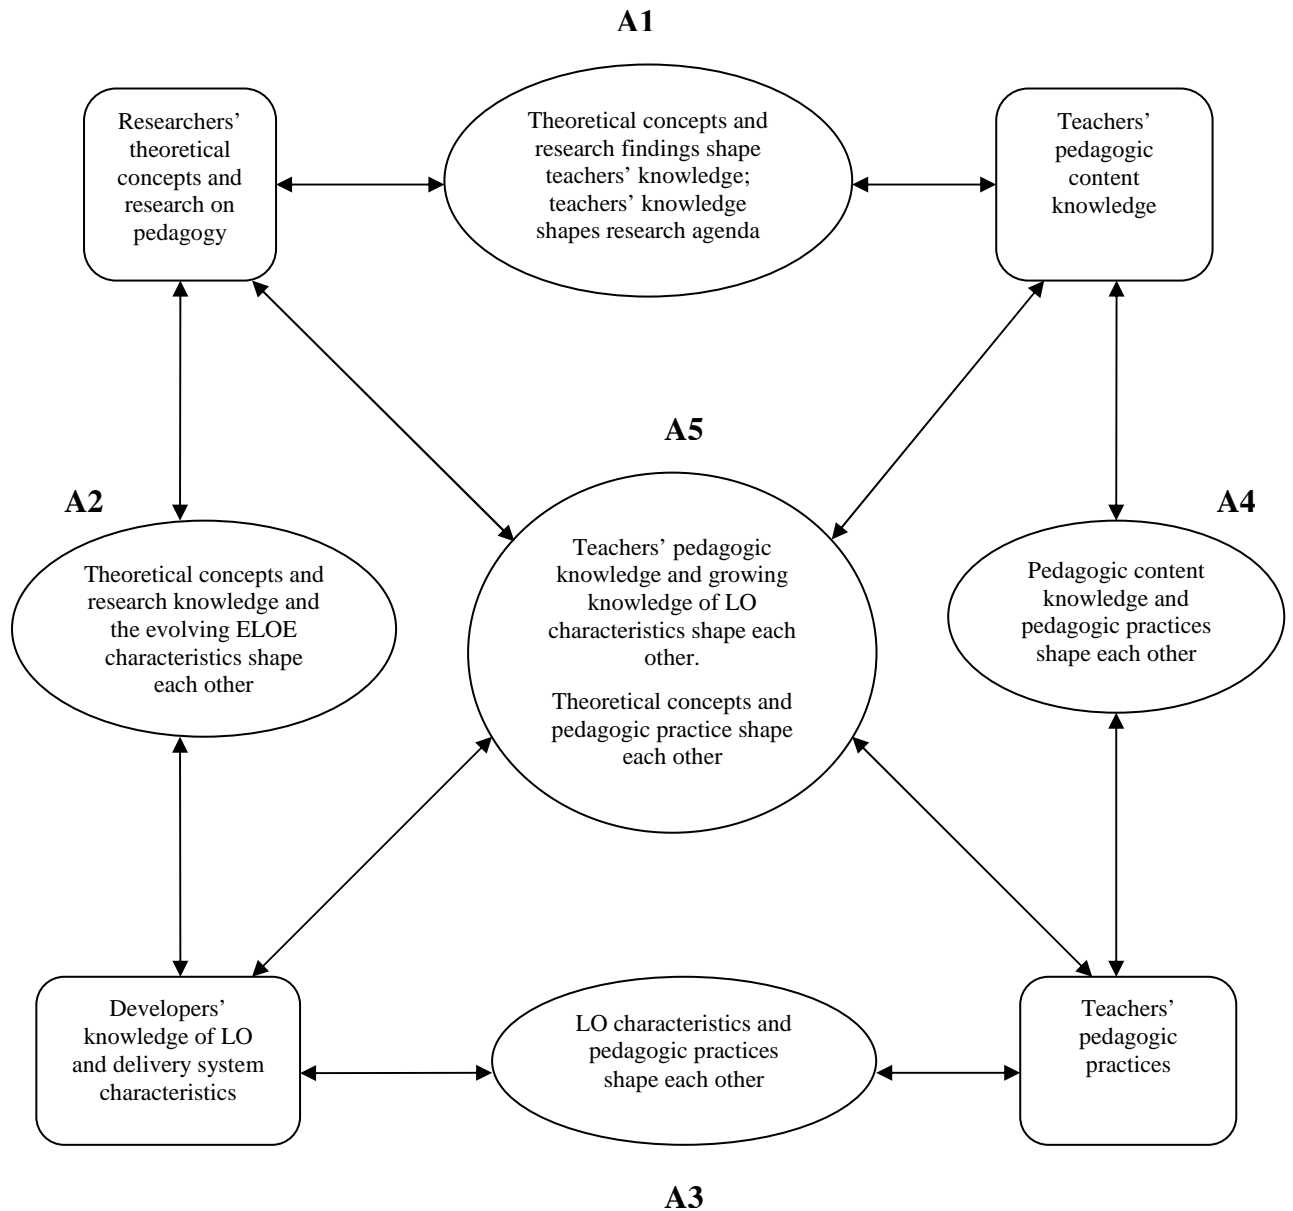 A1
Researchers’
theoretical
concepts and
research on
pedagogy
Theoretical concepts and
research findings shape
teachers’ knowledge;
teachers’ knowledge
shapes research agenda
Teachers’
pedagogic
content
knowledge
A2
Theoretical concepts and
research knowledge and
the evolving ELOE
characteristics shape
each other
A5
Teachers’ pedagogic
knowledge and growing
knowledge of LO
characteristics shape each
other.
Theoretical concepts and
pedagogic practice shape
each other
A4
Pedagogic content
knowledge and
pedagogic practices
shape each other
Developers’
knowledge of LO
and delivery system
characteristics
LO characteristics and
pedagogic practices
shape each other
Teachers’
pedagogic
practices
A3